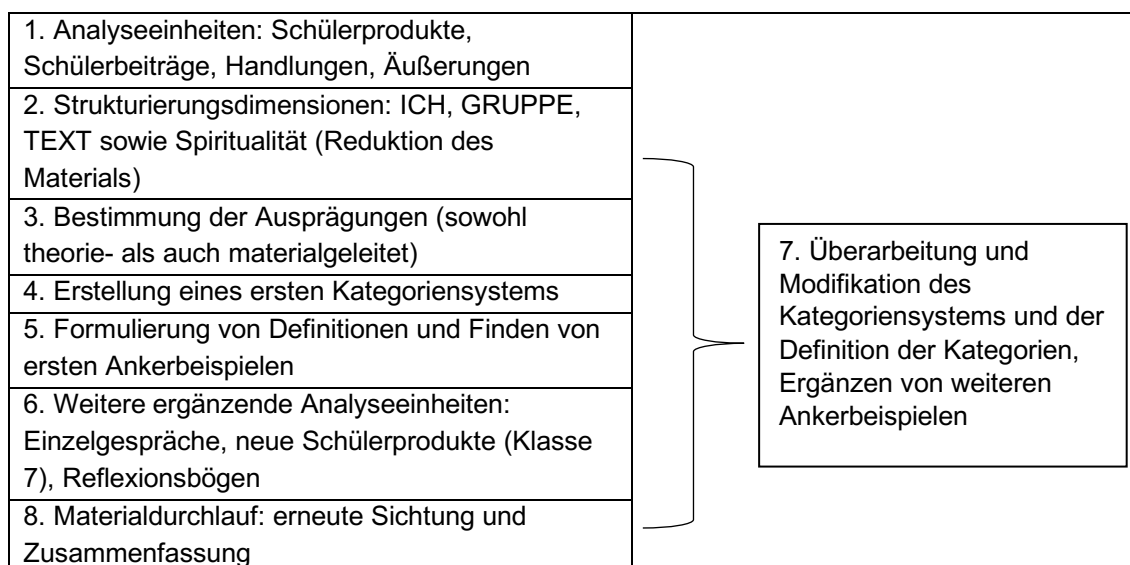 1. Analyseeinheiten: Schülerprodukte,
Schülerbeiträge, Handlungen, Äußerungen
2. Strukturierungsdimensionen: ICH, GRUPPE,
TEXT sowie Spiritualität (Reduktion des
Materials)
3. Bestimmung der Ausprägungen (sowohl
theorie- als auch materialgeleitet)
4. Erstellung eines ersten Kategoriensystems
5. Formulierung von Definitionen und Finden von
ersten Ankerbeispielen
6. Weitere ergänzende Analyseeinheiten:
Einzelgespräche, neue Schülerprodukte (Klasse
7), Reflexionsbögen
8. Materialdurchlauf: erneute Sichtung und
Zusammenfassung
7. Überarbeitung und
Modifikation des
Kategoriensystems und der
Definition der Kategorien,
Ergänzen von weiteren
Ankerbeispielen